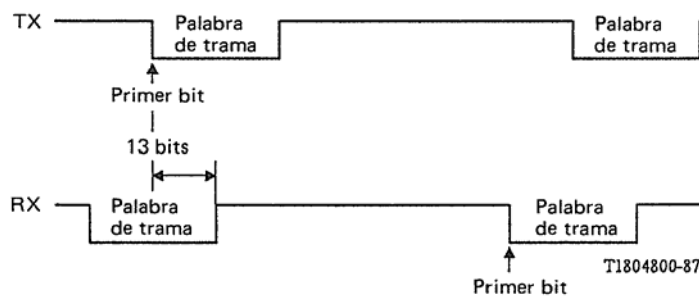 TX
Palabra
de trama
Palabra
de trama
Primer bit
13 bits
RX
Palabra
de trama
Palabra
de trama
T1804800-87
Primer bit